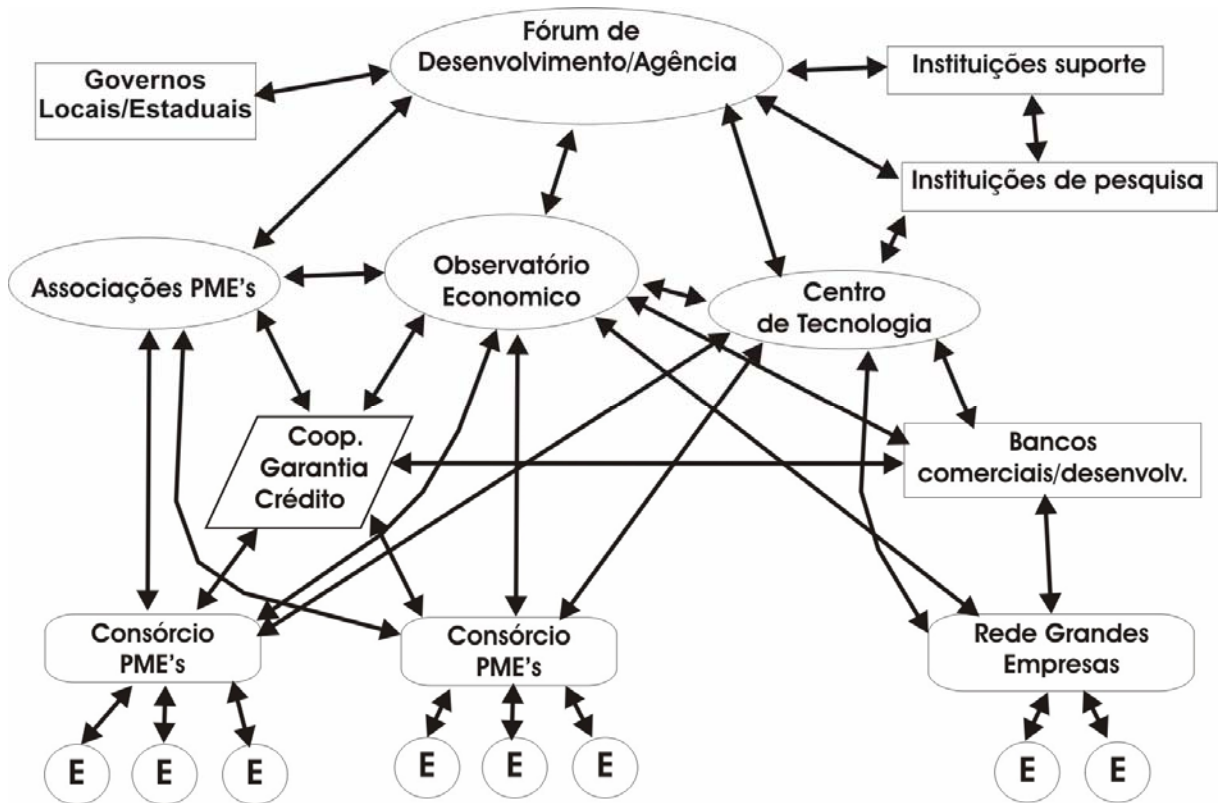 Fórum de
Desenvolvimento/Agência
Governos
Locais/Estaduais
Instituições suporte
Instituições de pesquisa
Associações PME's
Observatório
Economico
Centro
de Tecnologia
Coop.
Garantia
Crédito
Bancos
comerciais/desenvolv.
Consórcio
PME's
Consórcio
PME's
Rede Grandes
Empresas
E
E
E
E
E
E
E
E